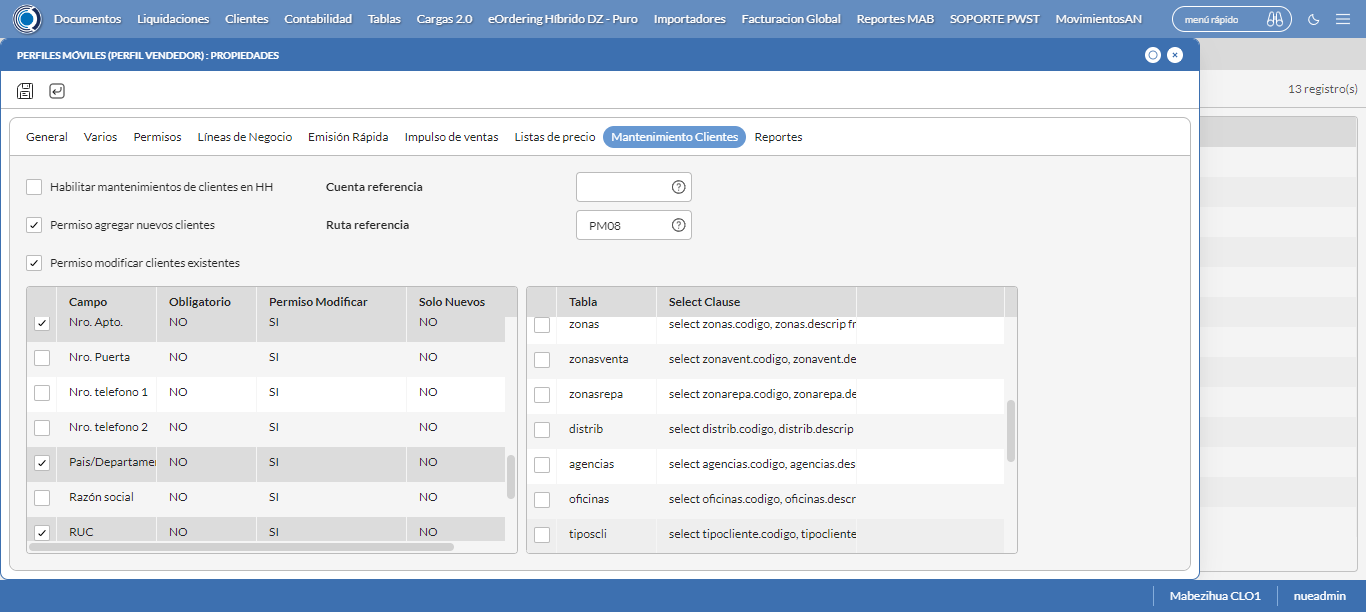 Documentos Liquidaciones Clientes Contabilidad Tablas Cargas 2.0 eOrdering Híbrido DZ - Puro Importadores Facturacion Global Reportes MAB SOPORTE PWST MovimientosAN menú rápido
PERFILES MÓVILES (PERFIL VENDEDOR) : PROPIEDADES
13 registro(s)
General Varios Permisos Líneas de Negocio Emisión Rápida Impulso de ventas Listas de precio Mantenimiento Clientes Reportes
Habilitar mantenimientos de clientes en HH Cuenta referencia
Permiso agregar nuevos clientes Ruta referencia PM08
Permiso modificar clientes existentes
Campo Obligatorio Permiso Modificar Solo Nuevos
Nro. Apto. NO SI NO
Nro. Puerta NO SI NO
Nro. telefono 1 NO SI NO
Nro. telefono 2 NO SI NO
Pais/Departamen NO SI NO
Razón social NO SI NO
RUC NO SI NO
Tabla Select Clause
zonas select zonas.codigo, zonas.descrip fr
zonasventa select zonavent.codigo, zonavent.de
zonasrepa select zonarepa.codigo, zonarepa.de
distrib select distrib.codigo, distrib.descrip
agencias select agencias.codigo, agencias.des
oficinas select oficinas.codigo, oficinas.descr
tiposcli select tipocliente.codigo, tipocliente
Mabezihua CLO1 nueadmin